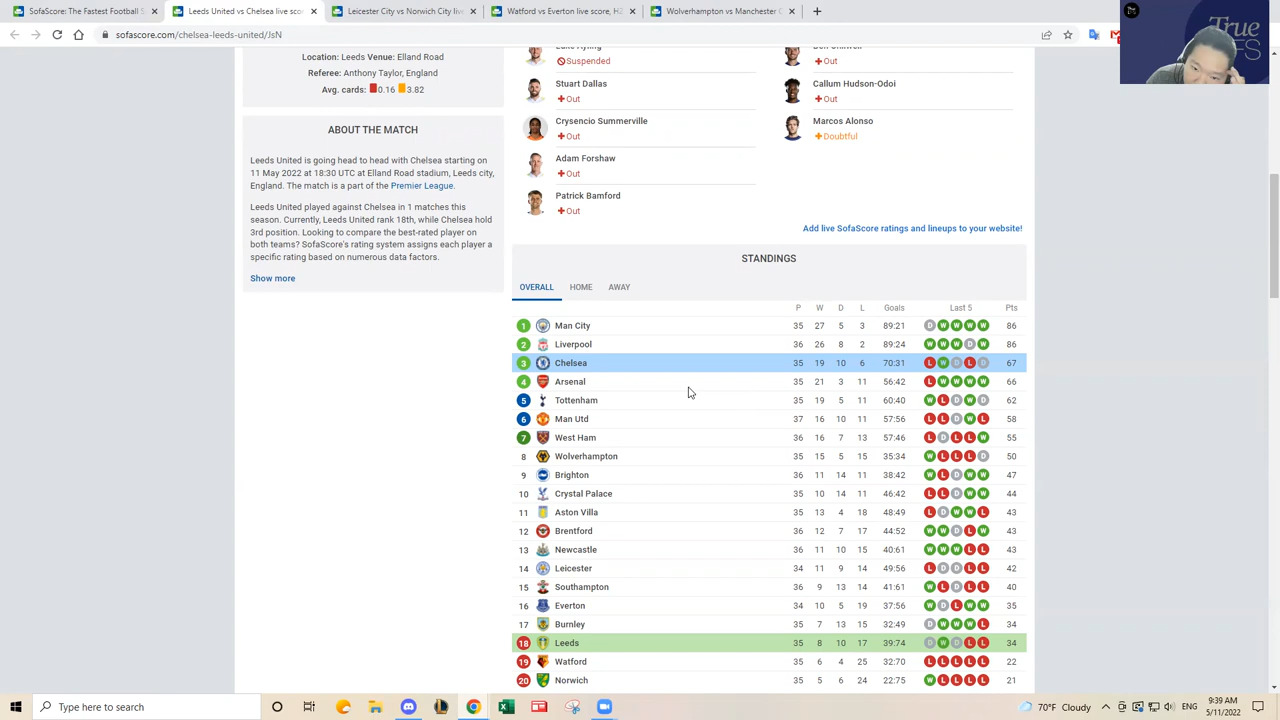 The fastest Football S
Leeds United vs Chelsea live sc
Leicester City vs Norwich City liv
Watford vs Everton
Wolverhampton vs Manchester C
sofascore.com/chelsea-leeds-united/JsN
True
Location: Leeds Venue: Elland Road
Referee: Anthony Taylor, England
Avg. cards: 0.16 3.82
ABOUT THE MATCH
Leeds United is going head to head with Chelsea starting on
11 May 2022 at 18:30 UTC at Elland Road stadium, Leeds city,
England. The match is a part of the Premier League.
Leeds United played against Chelsea in 1 matches this
season. Currently, Leeds United rank 18th, while Chelsea hold
3rd position. Looking to compare the best-rated player on
both teams? SofaScore's rating system assigns each player a
specific rating based on numerous data factors.
Show more
Luke Ayling
Suspended
Stuart Dallas
Out
Crysencio Summerville
Out
Adam Forshaw
Out
Patrick Bamford
Out
Ben Chilwell
Out
Callum Hudson-Odoi
Out
Marcos Alonso
Doubtful
Add live SofaScore ratings and lineups to your website!
STANDINGS
OVERALL HOME AWAY
P W D L Goals Last 5 Pts
1 Man City 35 27 5 3 89:21 D W W W W 86
2 Liverpool 36 26 8 2 89:24 W W W D W 86
3 Chelsea 35 19 10 6 70:31 L W D L D 67
4 Arsenal 35 21 3 11 56:42 L W W W W 66
5 Tottenham 35 19 5 11 60:40 W L D W D 62
6 Man Utd 37 16 10 11 57:56 L L D W L 58
7 West Ham 36 16 7 13 57:46 L D L L W 55
8 Wolverhampton 35 15 5 15 35:34 W L L L D 50
9 Brighton 36 11 14 11 38:42 W L D W W 47
10 Crystal Palace 35 10 14 11 46:42 L L D W W 44
11 Aston Villa 35 13 4 18 48:49 L D W W L 43
12 Brentford 36 12 7 17 44:52 W W D L W 43
13 Newcastle 36 11 10 15 40:61 W W W L L 43
14 Leicester 34 11 9 14 49:56 L D D L L 42
15 Southampton 36 9 13 14 41:61 W L D L L 40
16 Everton 34 10 5 19 37:56 W D L W W 35
17 Burnley 35 7 13 15 32:49 D W W W L 34
18 Leeds 35 8 10 17 39:74 D W D L L 34
19 Watford 35 6 4 25 32:70 L L L L L 22
20 Norwich 35 5 6 24 22:75 W L L L L 21
Type here to search
70°F Cloudy
9:39 AM
5/11/2022